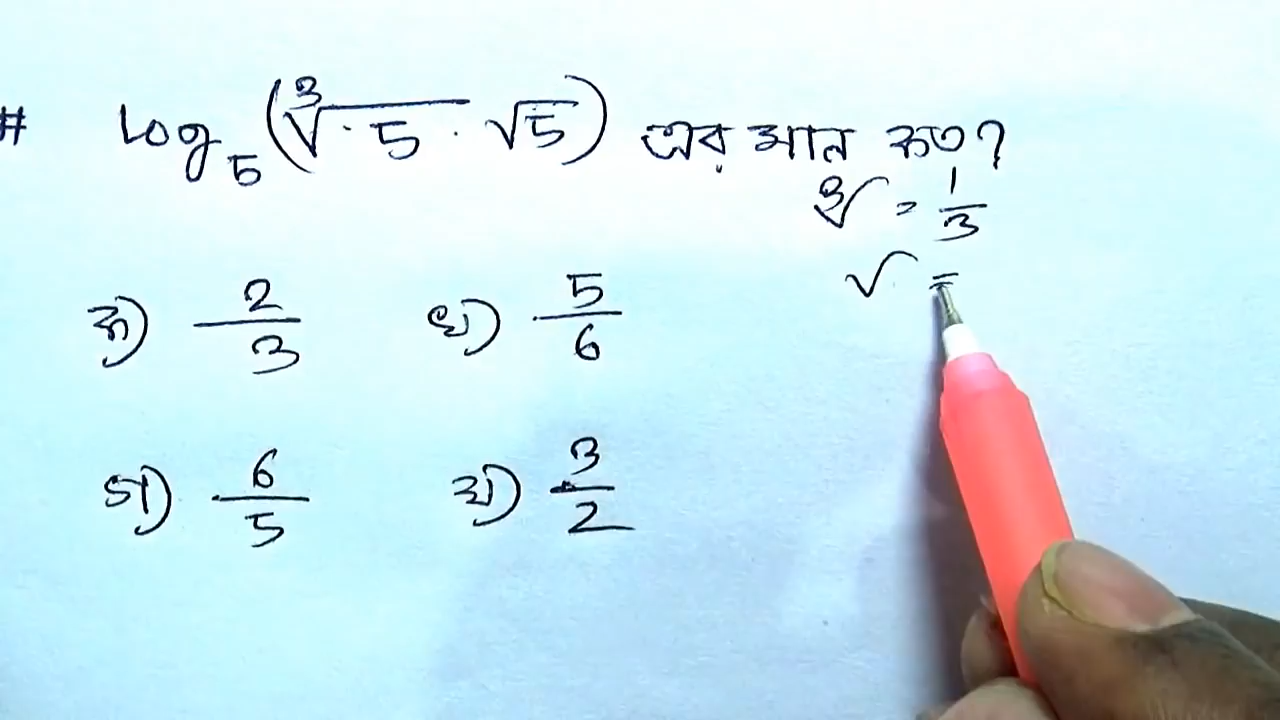 # log₅(∛5 · √5) এর মান কত?
∛ = 1/3
√ =
ক) 2/3 খ) 5/6
গ) 6/5 ঘ) 3/2